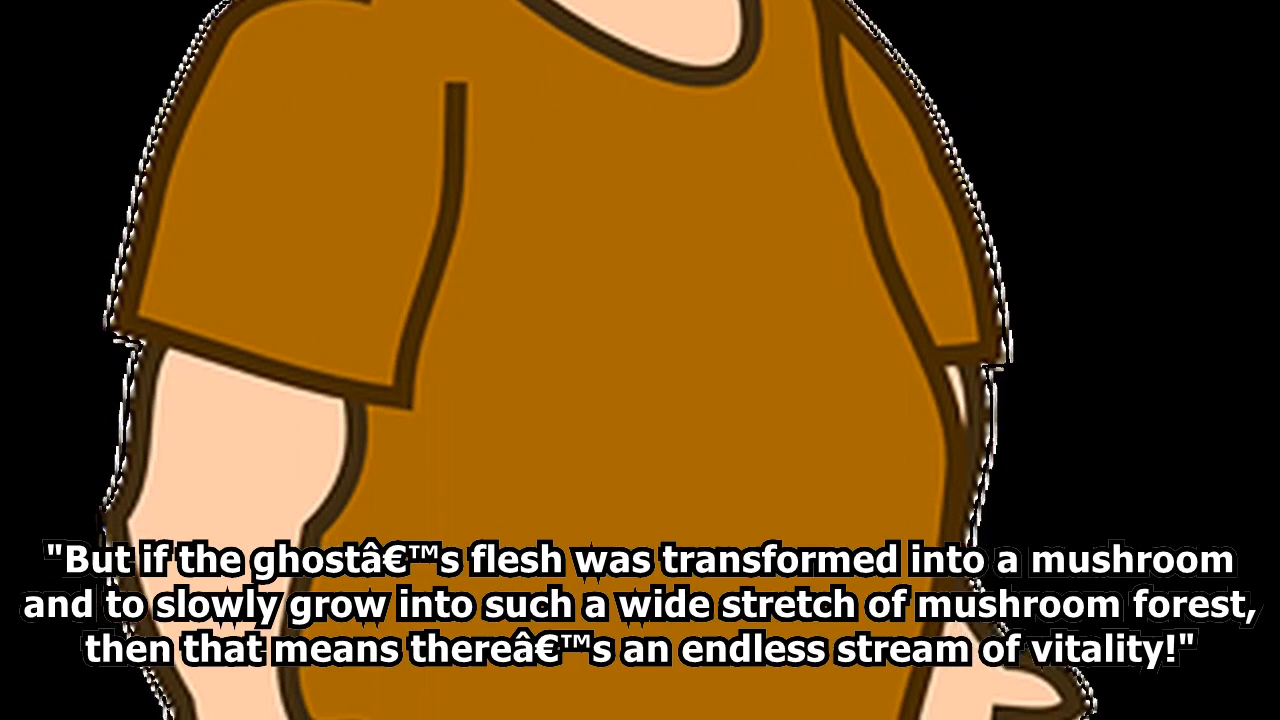 "But if the ghostâ€™s flesh was transformed into a mushroom
and to slowly grow into such a wide stretch of mushroom forest,
then that means thereâ€™s an endless stream of vitality!"